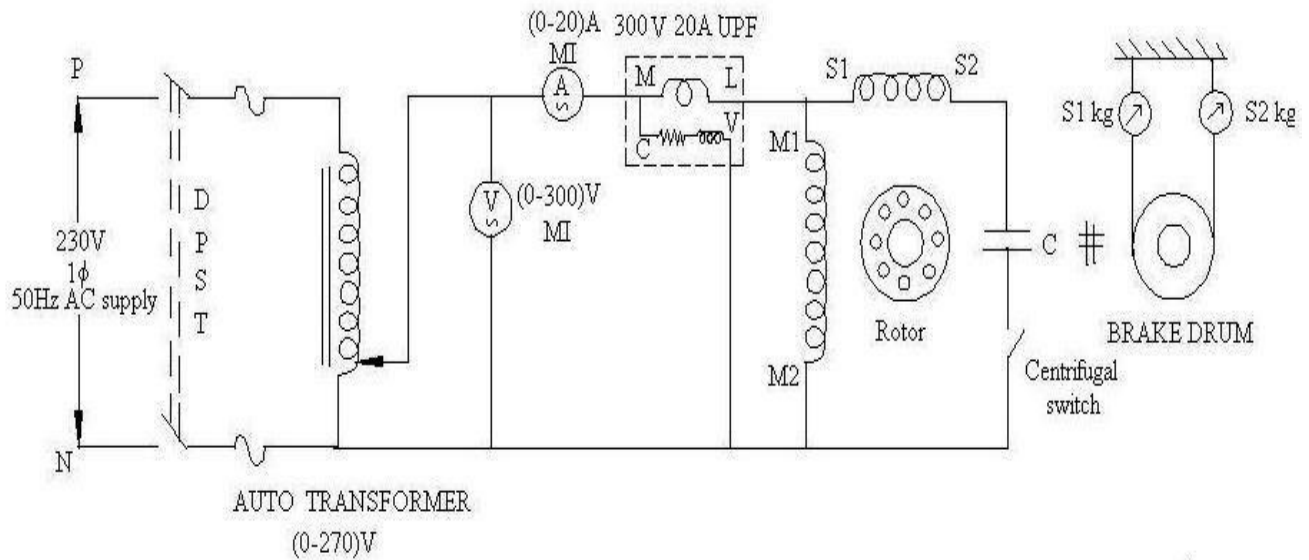 P
230V
1ϕ
50Hz AC supply
N
D
P
S
T
AUTO TRANSFORMER
(0-270)V
(0-20)A
MI
A
~
V
~
(0-300)V
MI
300V 20A UPF
M
L
C
V
S1
S2
M1
M2
Rotor
C
Centrifugal
switch
S1 kg
S2 kg
BRAKE DRUM